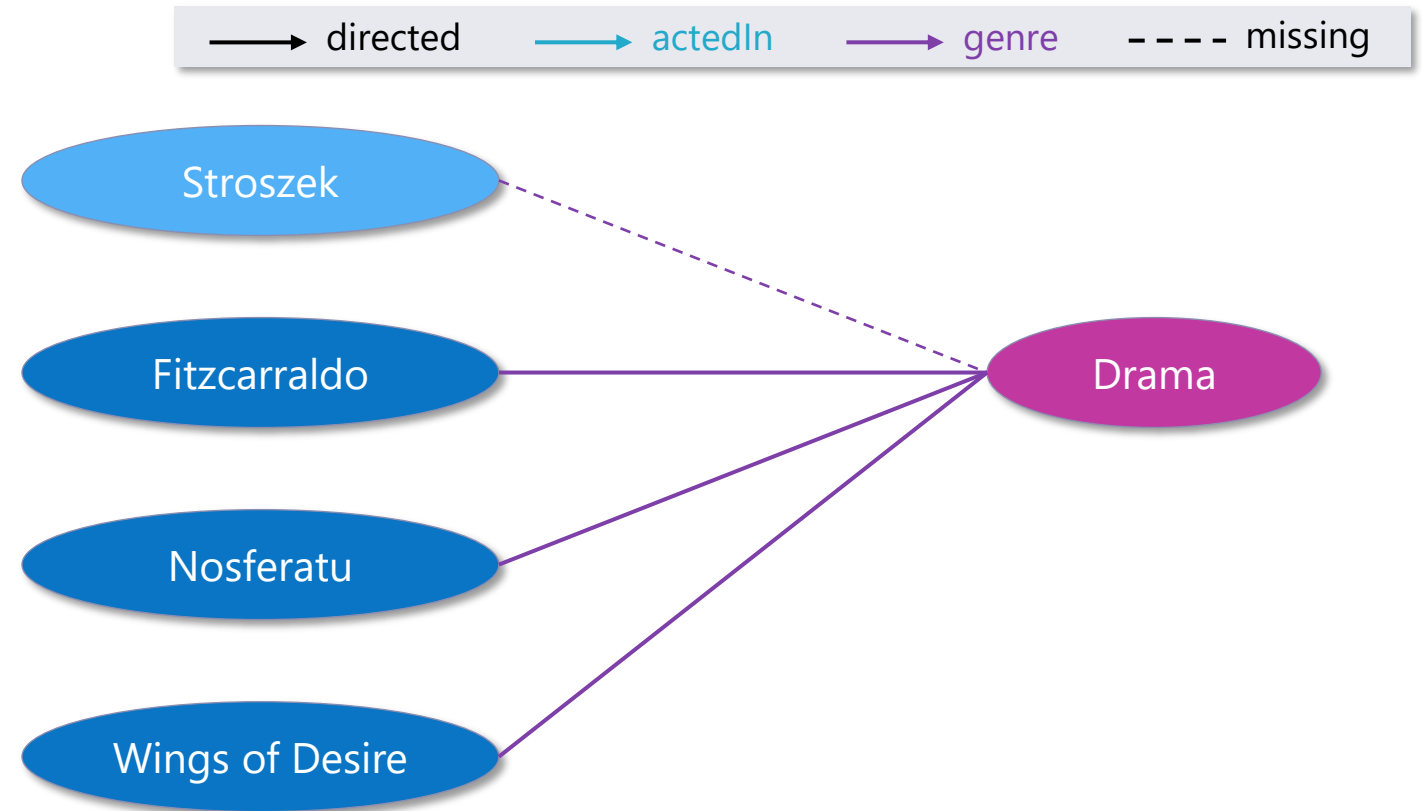 directed actedIn genre missing
Stroszek
Fitzcarraldo Drama
Nosferatu
Wings of Desire